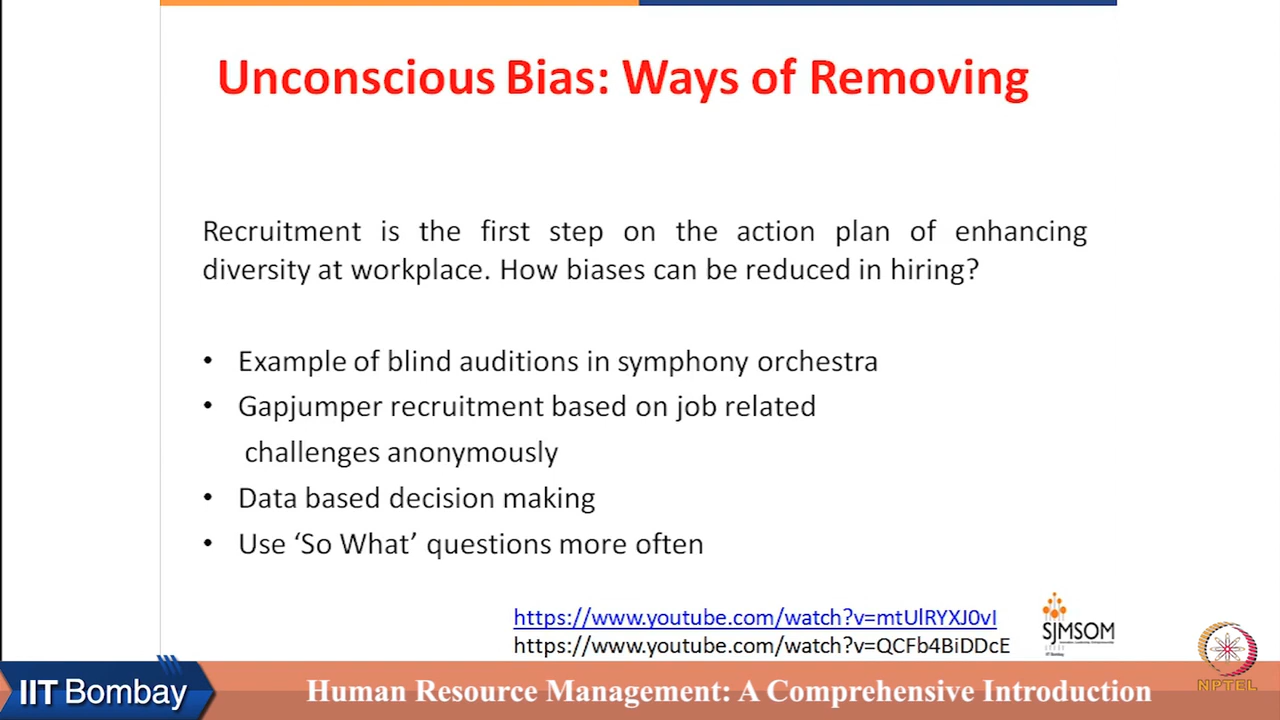 Unconscious Bias: Ways of Removing
Recruitment is the first step on the action plan of enhancing
diversity at workplace. How biases can be reduced in hiring?
• Example of blind auditions in symphony orchestra
• Gapjumper recruitment based on job related
challenges anonymously
• Data based decision making
• Use ‘So What’ questions more often
https://www.youtube.com/watch?v=mtUlRYXJ0vI
https://www.youtube.com/watch?v=QCFb4BiDDcE
SJMSOM
IIT Bombay
Human Resource Management: A Comprehensive Introduction
NPTEL